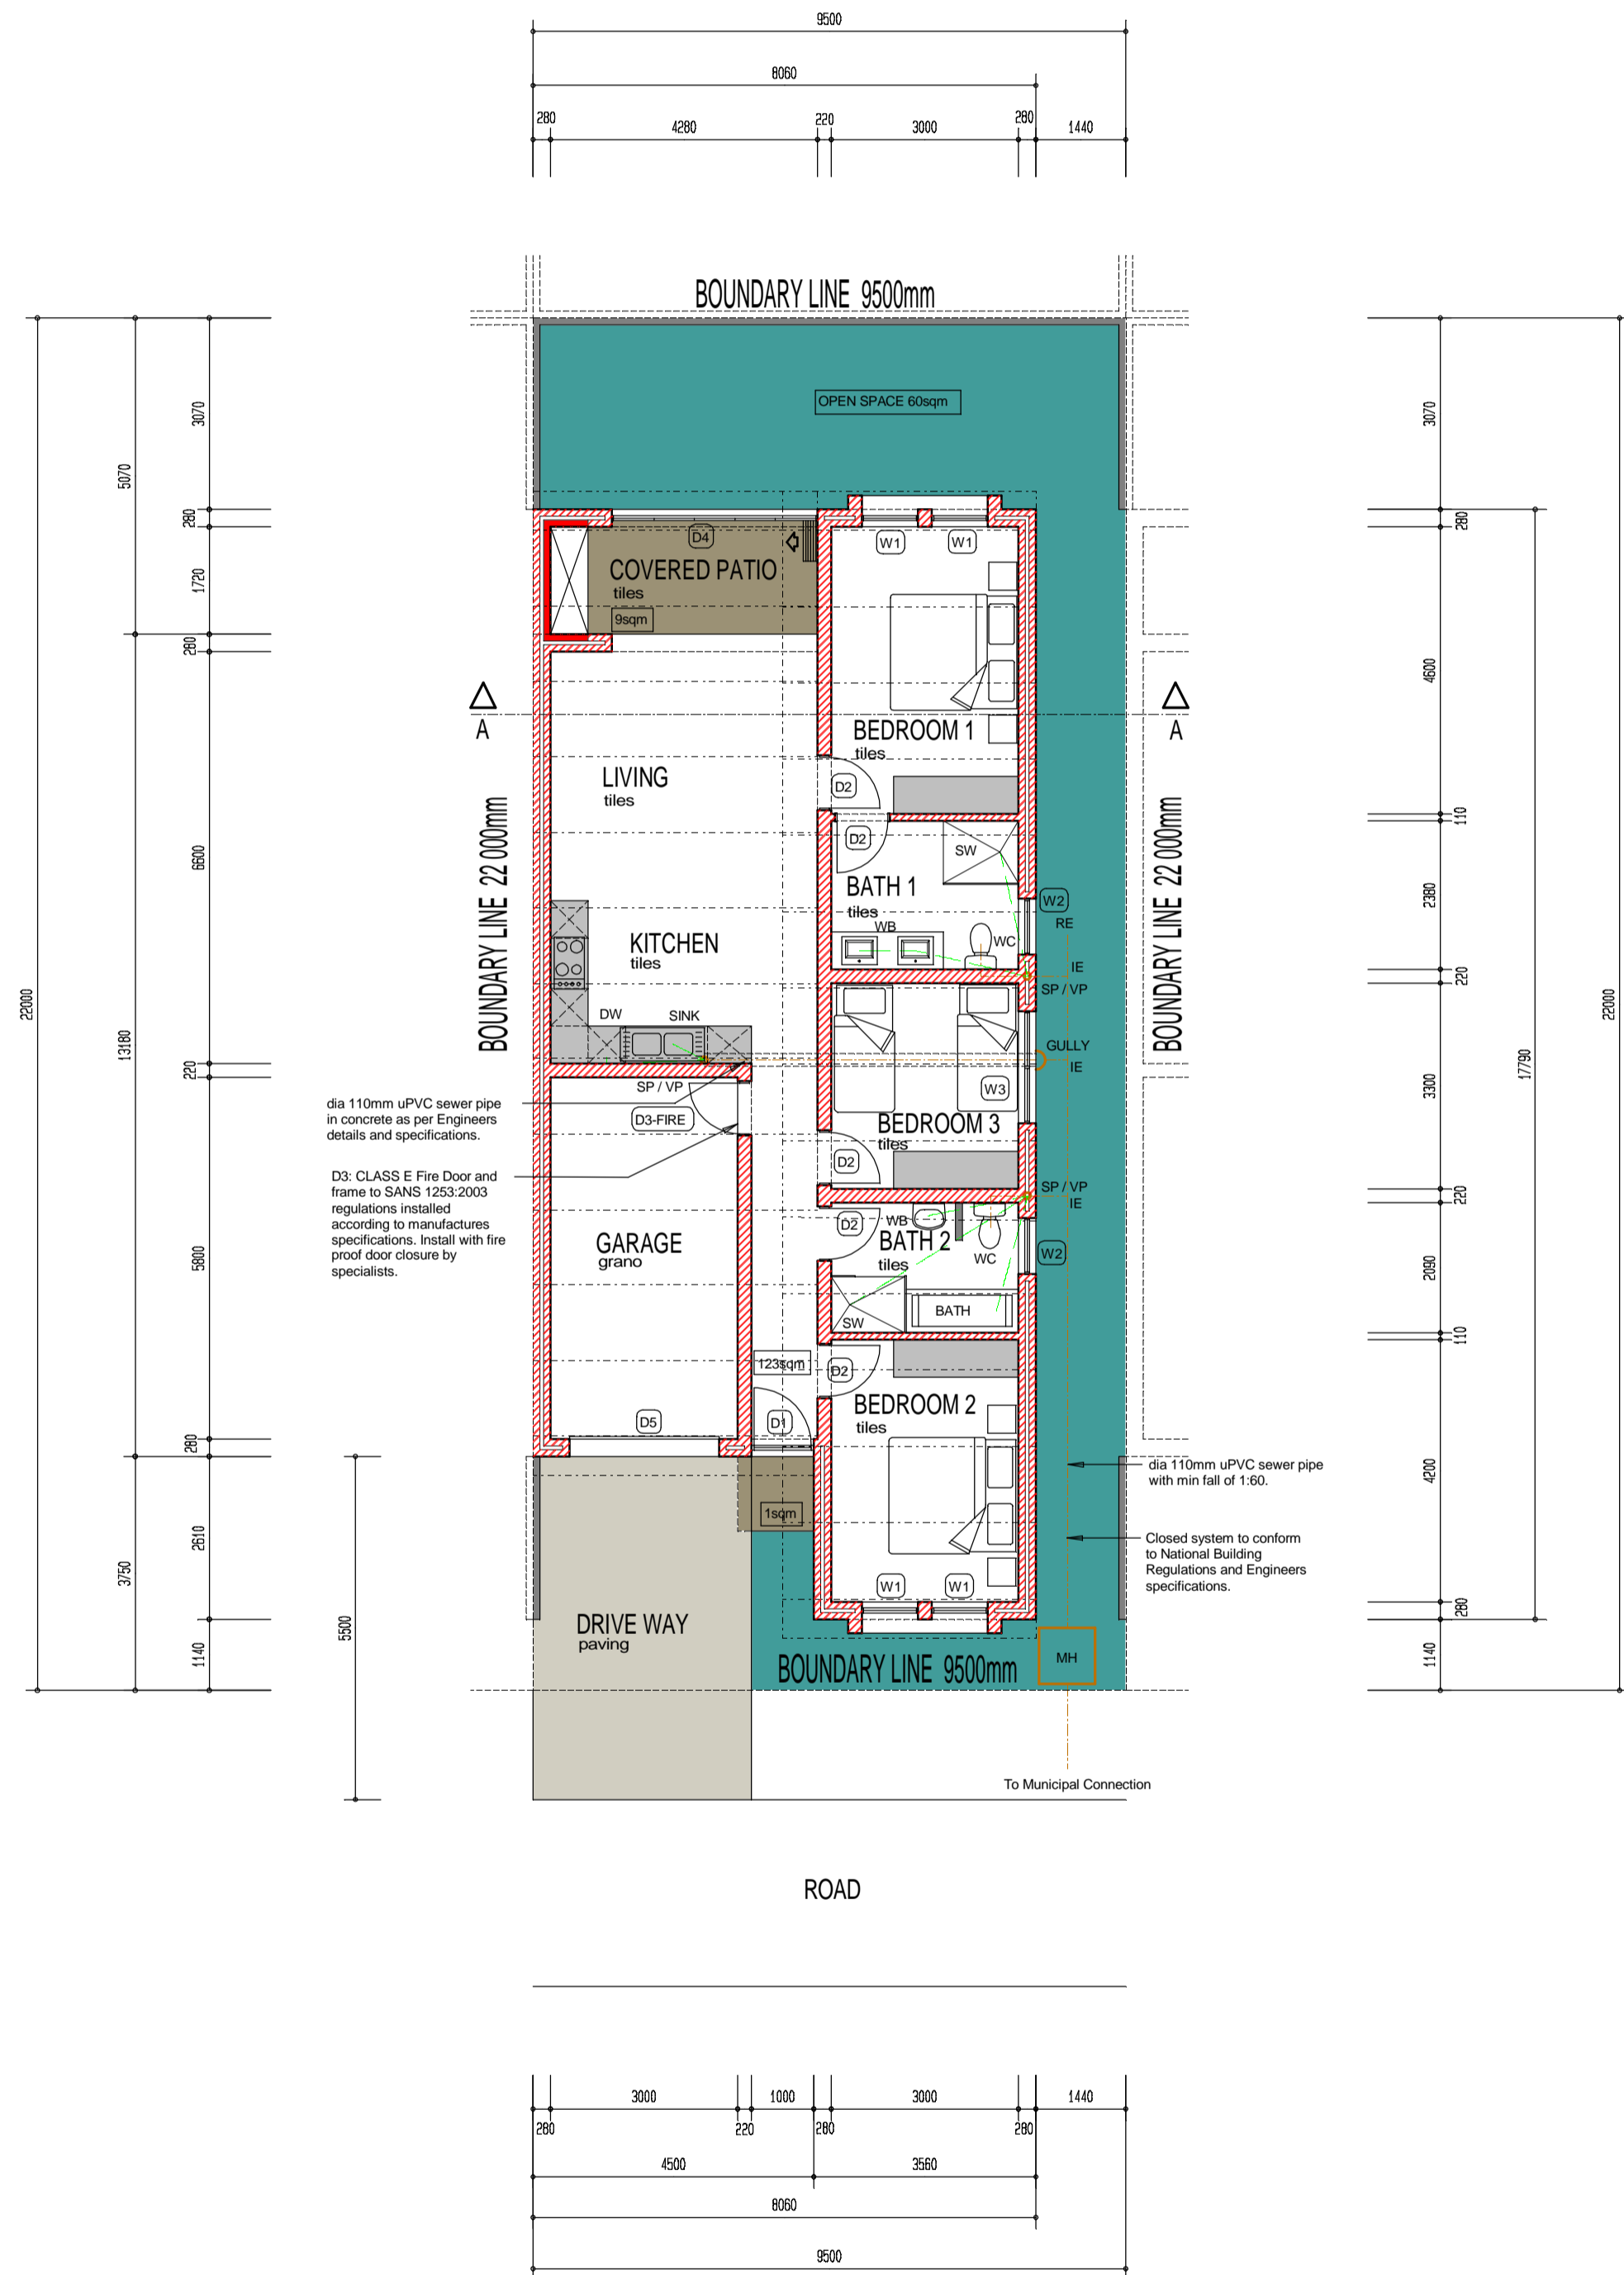 9500
8060
280
4280
220
3000
280
1440
BOUNDARY LINE 9500mm
OPEN SPACE 60sqm
22000
5070
13180
3750
3070
280
1720
280
6600
220
5800
280
2610
1140
5500
3070
280
4600
110
2380
220
3300
220
2090
110
4200
280
1140
17790
22000
D4
COVERED PATIO
tiles
9sqm
W1
W1
A
A
BEDROOM 1
tiles
LIVING
tiles
D2
D2
SW
BATH 1
tiles
WB
WC
W2
RE
IE
SP / VP
BOUNDARY LINE 22 000mm
BOUNDARY LINE 22 000mm
KITCHEN
tiles
DW
SINK
GULLY
IE
W3
SP / VP
D3-FIRE
BEDROOM 3
tiles
D2
dia 110mm uPVC sewer pipe
in concrete as per Engineers
details and specifications.
D3: CLASS E Fire Door and
frame to SANS 1253:2003
regulations installed
according to manufactures
specifications. Install with fire
proof door closure by
specialists.
SP / VP
IE
D2
WB
BATH 2
tiles
WC
W2
GARAGE
grano
SW
BATH
123sqm
D2
D5
D1
BEDROOM 2
tiles
1sqm
W1
W1
dia 110mm uPVC sewer pipe
with min fall of 1:60.
Closed system to conform
to National Building
Regulations and Engineers
specifications.
DRIVE WAY
paving
BOUNDARY LINE 9500mm
MH
To Municipal Connection
ROAD
3000
1000
3000
1440
280
220
280
280
4500
3560
8060
9500